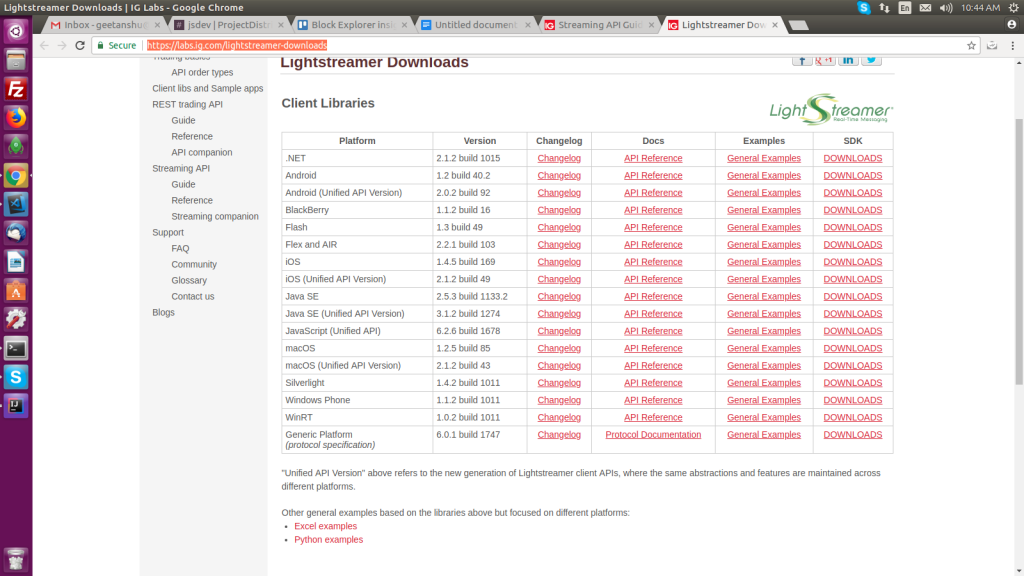 Lightstreamer Downloads | IG Labs - Google Chrome
En 10:44 AM
Inbox - geetanshug
jsdev | ProjectDistri
Block Explorer Insi
Untitled document
Streaming API Guid
Lightstreamer Dow
Secure https://labs.ig.com/lightstreamer-downloads
Trading basics
API order types
Client libs and Sample apps
REST trading API
Guide
Reference
API companion
Streaming API
Guide
Reference
Streaming companion
Support
FAQ
Community
Glossary
Contact us
Blogs
Lightstreamer Downloads
Client Libraries
LightStreamer
Real-Time Messaging
Platform Version Changelog Docs Examples SDK
.NET 2.1.2 build 1015 Changelog API Reference General Examples DOWNLOADS
Android 1.2 build 40.2 Changelog API Reference General Examples DOWNLOADS
Android (Unified API Version) 2.0.2 build 92 Changelog API Reference General Examples DOWNLOADS
BlackBerry 1.1.2 build 16 Changelog API Reference General Examples DOWNLOADS
Flash 1.3 build 49 Changelog API Reference General Examples DOWNLOADS
Flex and AIR 2.2.1 build 103 Changelog API Reference General Examples DOWNLOADS
iOS 1.4.5 build 169 Changelog API Reference General Examples DOWNLOADS
iOS (Unified API Version) 2.1.2 build 49 Changelog API Reference General Examples DOWNLOADS
Java SE 2.5.3 build 1133.2 Changelog API Reference General Examples DOWNLOADS
Java SE (Unified API Version) 3.1.2 build 1274 Changelog API Reference General Examples DOWNLOADS
JavaScript (Unified API) 6.2.6 build 1678 Changelog API Reference General Examples DOWNLOADS
macOS 1.2.5 build 85 Changelog API Reference General Examples DOWNLOADS
macOS (Unified API Version) 2.1.2 build 43 Changelog API Reference General Examples DOWNLOADS
Silverlight 1.4.2 build 1011 Changelog API Reference General Examples DOWNLOADS
Windows Phone 1.1.2 build 1011 Changelog API Reference General Examples DOWNLOADS
WinRT 1.0.2 build 1011 Changelog API Reference General Examples DOWNLOADS
Generic Platform 6.0.1 build 1747 Changelog Protocol Documentation General Examples DOWNLOADS
(protocol specification)
"Unified API Version" above refers to the new generation of Lightstreamer client APIs, where the same abstractions and features are maintained across
different platforms.
Other general examples based on the libraries above but focused on different platforms:
• Excel examples
• Python examples